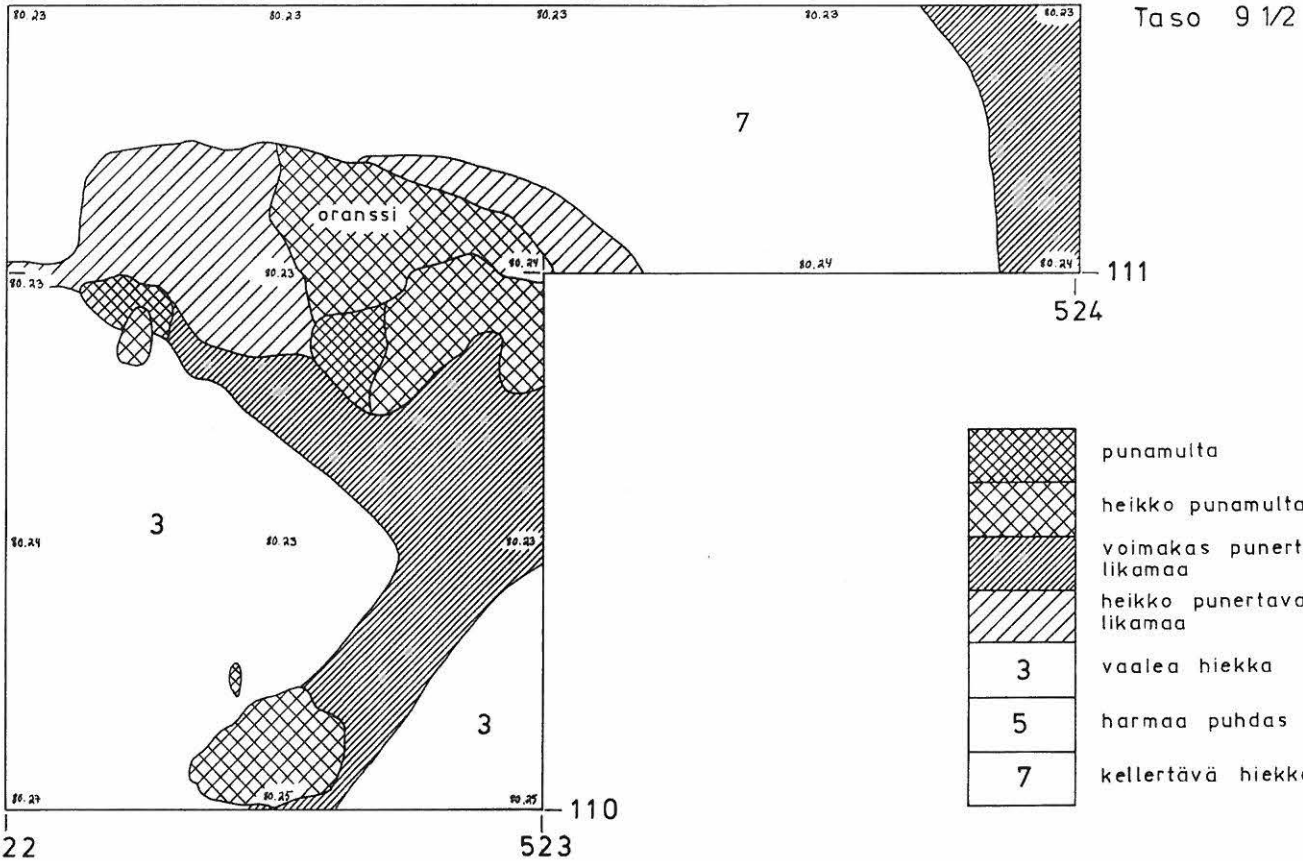 80.23 80.23 80.23 80.23 80.23 Taso 9 1/2
7
oranssi
80.23 80.23 80.24 80.24 80.24 111
524
punamulta
heikko punamulta
voimakas punert
likamaa
heikko punertava
likamaa
3 vaalea hiekka
5 harmaa puhdas
7 kellertävä hiekka
3
80.24 80.23 80.23
3
80.27 80.25 80.25 110
22 523